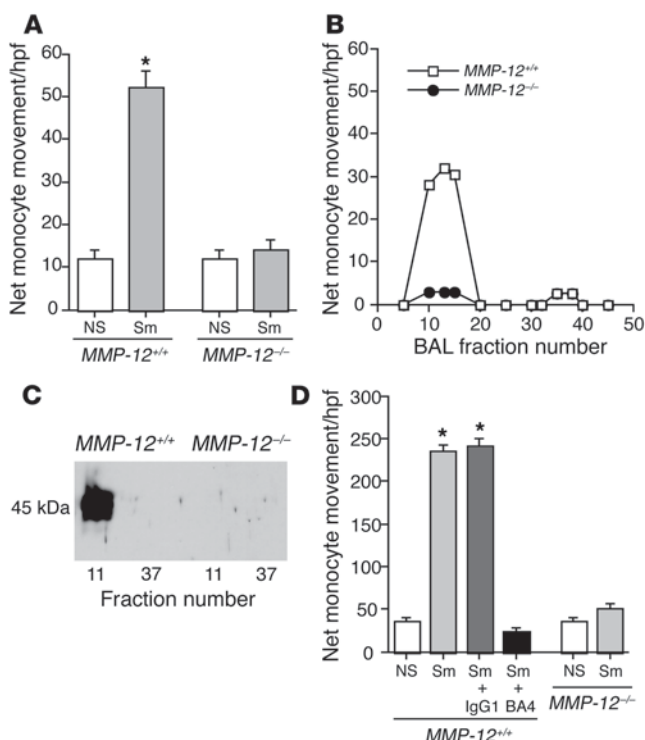 A
Net monocyte movement/hpf
60
50
40
30
20
10
0
*
NS Sm NS Sm
MMP-12+/+ MMP-12–/–
B
Net monocyte movement/hpf
60
50
40
30
20
10
0
MMP-12+/+
MMP-12–/–
0 10 20 30 40 50
BAL fraction number
C
MMP-12+/+ MMP-12–/–
45 kDa
11 37 11 37
Fraction number
D
Net monocyte movement/hpf
300
250
200
150
100
50
0
* *
NS Sm Sm Sm NS Sm
+ +
IgG1 BA4
MMP-12–/–
MMP-12+/+